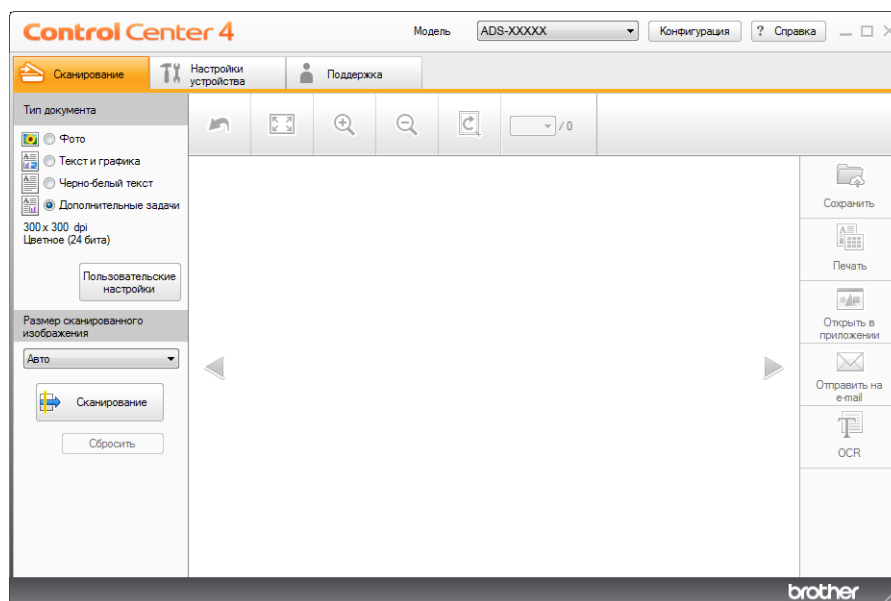 Control Center 4
Модель
ADS-XXXXX
Конфигурация
? Справка
Сканирование
Настройки
устройства
Поддержка
Тип документа
Фото
Текст и графика
Черно-белый текст
Дополнительные задачи
300 x 300 dpi
Цветное (24 бита)
Пользовательские
настройки
Размер сканированного
изображения
Авто
Сканирование
Сбросить
/ 0
Сохранить
Печать
Открыть в
приложении
Отправить на
e-mail
OCR
brother